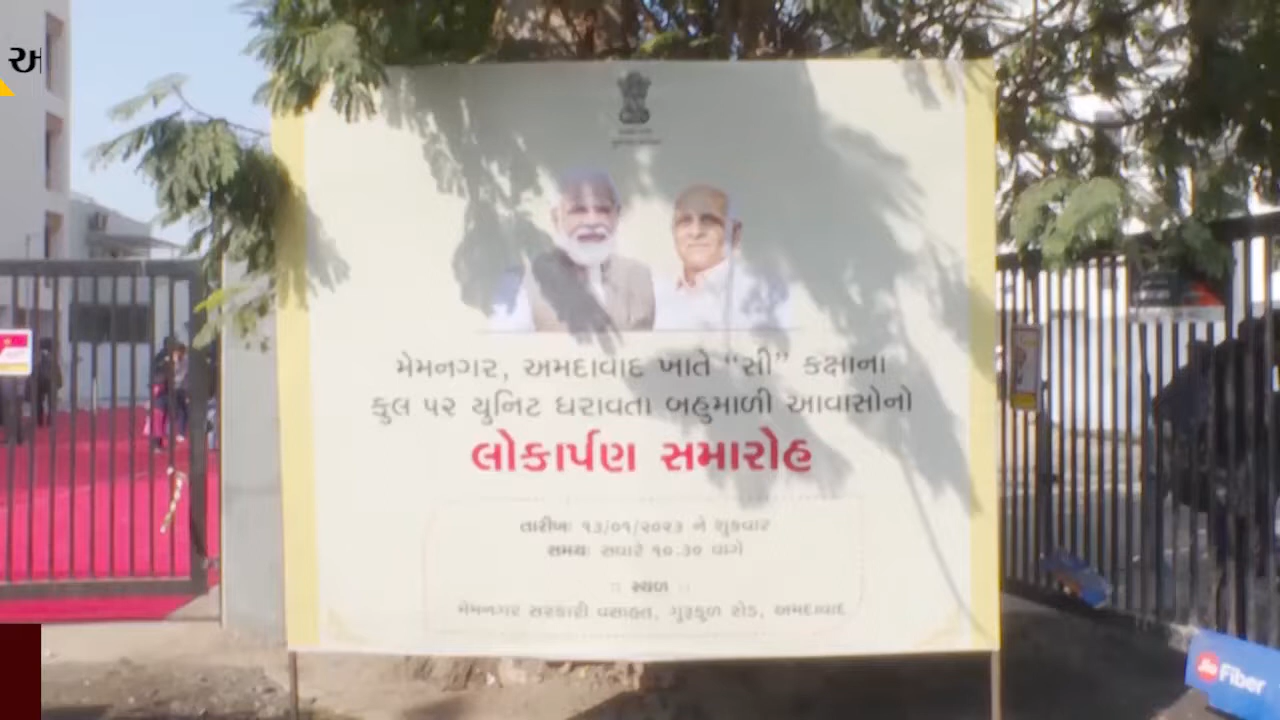 અ
મેમનગર, અમદાવાદ ખાતે “સી” કક્ષાના
કુલ ૫૨ યુનિટ ધરાવતા બહુમાળી આવાસોનો
લોકાર્પણ સમારોહ
તારીખઃ ૧૩/૦૧/૨૦૨૩ ને શુક્રવાર
સમયઃ સવારે ૧૦.૩૦ વાગે
:: સ્થળ ::
મેમનગર સરકારી વસાહત, ગુરુકુળ રોડ, અમદાવાદ
Jio Fiber